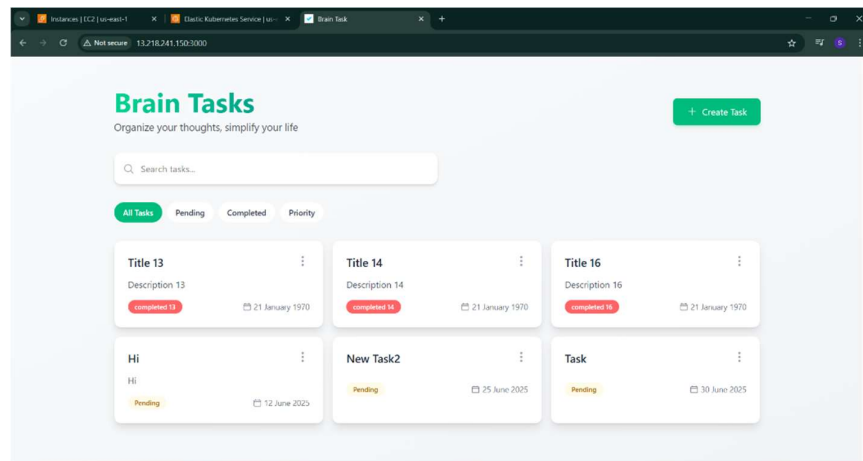 Instances | EC2 | us-east-1
Elastic Kubernetes Service | us-
Brain Task
Not secure 13.218.241.150:3000
S
Brain Tasks
Organize your thoughts, simplify your life
+ Create Task
Search tasks...
All Tasks Pending Completed Priority
Title 13
Description 13
completed 13 21 January 1970
Title 14
Description 14
completed 14 21 January 1970
Title 16
Description 16
completed 16 21 January 1970
Hi
Hi
Pending 12 June 2025
New Task2
Pending 25 June 2025
Task
Pending 30 June 2025